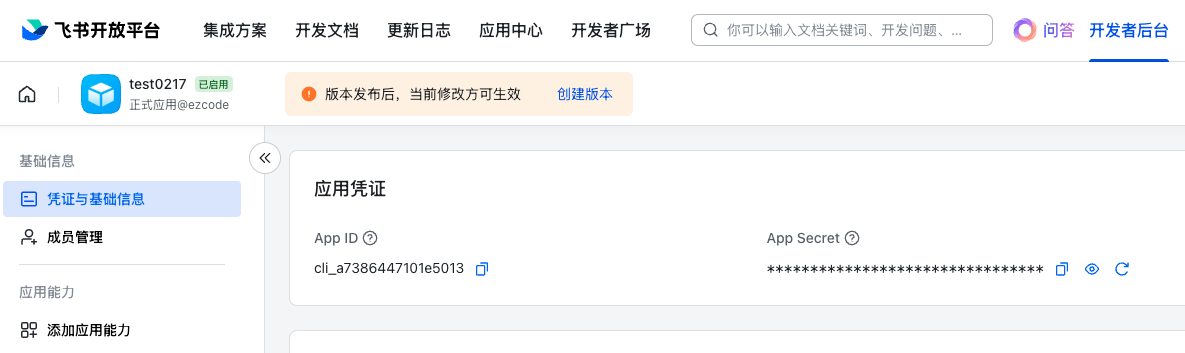 飞书开放平台 集成方案 开发文档 更新日志 应用中心 开发者广场 你可以输入文档关键词、开发问题、... 问答 开发者后台
test0217 已启用
正式应用@ezcode
版本发布后，当前修改方可生效 创建版本
基础信息
凭证与基础信息
成员管理
应用能力
添加应用能力
应用凭证
App ID App Secret
cli_a7386447101e5013 ********************************